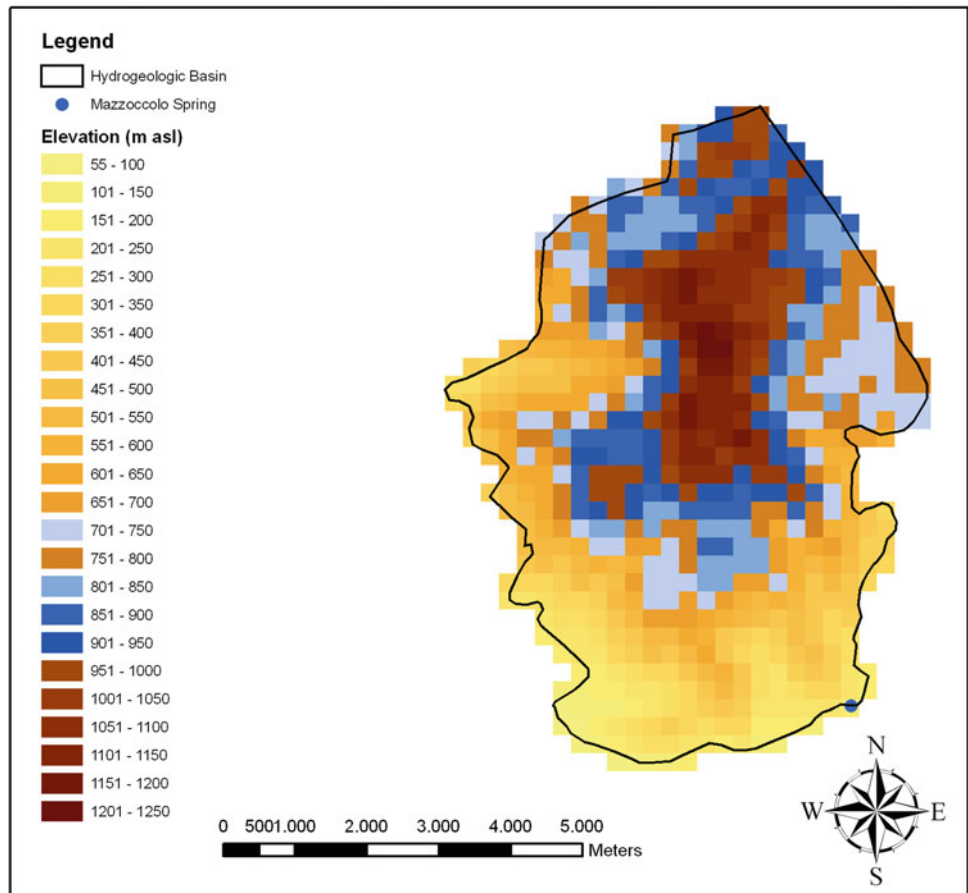 Legend
Hydrogeologic Basin
Mazzoccolo Spring
Elevation (m asl)
55 - 100
101 - 150
151 - 200
201 - 250
251 - 300
301 - 350
351 - 400
401 - 450
451 - 500
501 - 550
551 - 600
601 - 650
651 - 700
701 - 750
751 - 800
801 - 850
851 - 900
901 - 950
951 - 1000
1001 - 1050
1051 - 1100
1101 - 1150
1151 - 1200
1201 - 1250
0 5001.000 2.000 3.000 4.000 5.000
Meters
N
W E
S